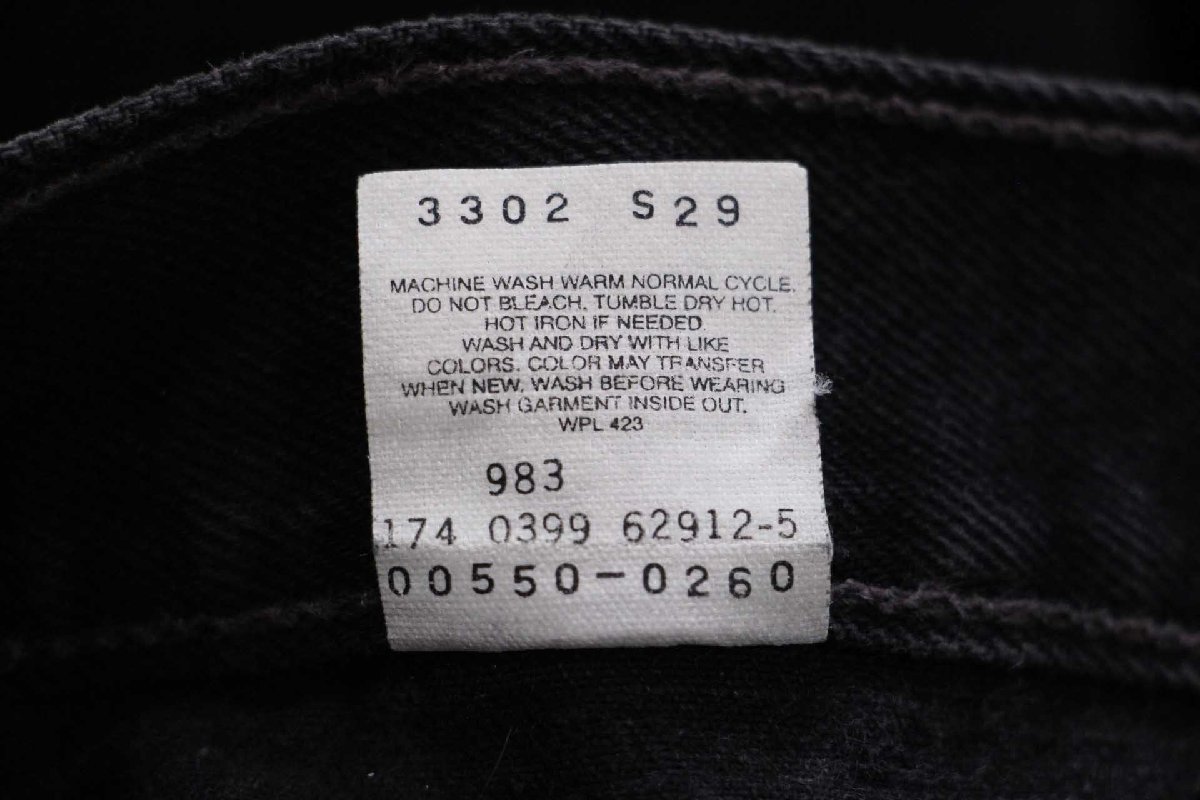 3302 S29
MACHINE WASH WARM NORMAL CYCLE.
DO NOT BLEACH. TUMBLE DRY HOT.
HOT IRON IF NEEDED
WASH AND DRY WITH LIKE
COLORS. COLOR MAY TRANSFER
WHEN NEW. WASH BEFORE WEARING
WASH GARMENT INSIDE OUT.
WPL 423
983
174 0399 62912-5
00550-0260